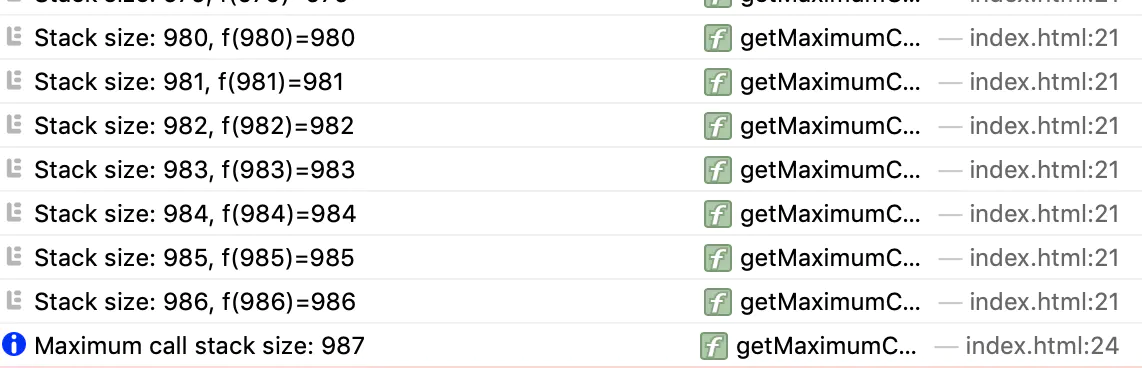 Stack size: 980, f(980)=980 f getMaximumC... — index.html:21
Stack size: 981, f(981)=981 f getMaximumC... — index.html:21
Stack size: 982, f(982)=982 f getMaximumC... — index.html:21
Stack size: 983, f(983)=983 f getMaximumC... — index.html:21
Stack size: 984, f(984)=984 f getMaximumC... — index.html:21
Stack size: 985, f(985)=985 f getMaximumC... — index.html:21
Stack size: 986, f(986)=986 f getMaximumC... — index.html:21
Maximum call stack size: 987 f getMaximumC... — index.html:24